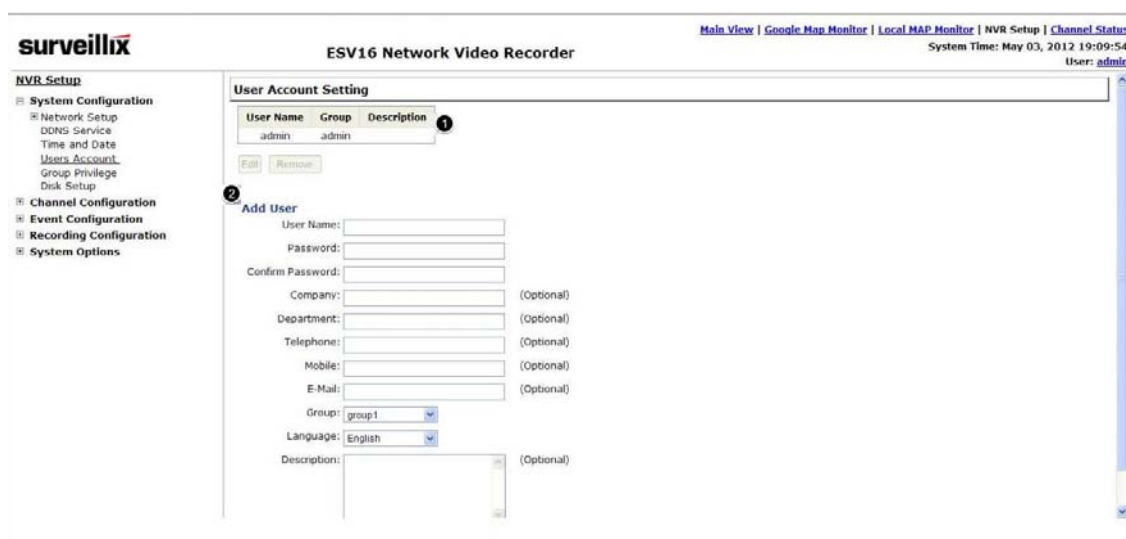 Main View | Google Map Monitor | Local MAP Monitor | NVR Setup | Channel Status
surveillix
ESV16 Network Video Recorder
System Time: May 03, 2012 19:09:54
User: admin
NVR Setup
System Configuration
Network Setup
DDNS Service
Time and Date
Users Account
Group Privilege
Disk Setup
Channel Configuration
Event Configuration
Recording Configuration
System Options
User Account Setting
User Name Group Description
1
admin admin
Edit Remove
2
Add User
User Name:
Password:
Confirm Password:
Company: (Optional)
Department: (Optional)
Telephone: (Optional)
Mobile: (Optional)
E-Mail: (Optional)
Group: group1
Language: English
Description: (Optional)